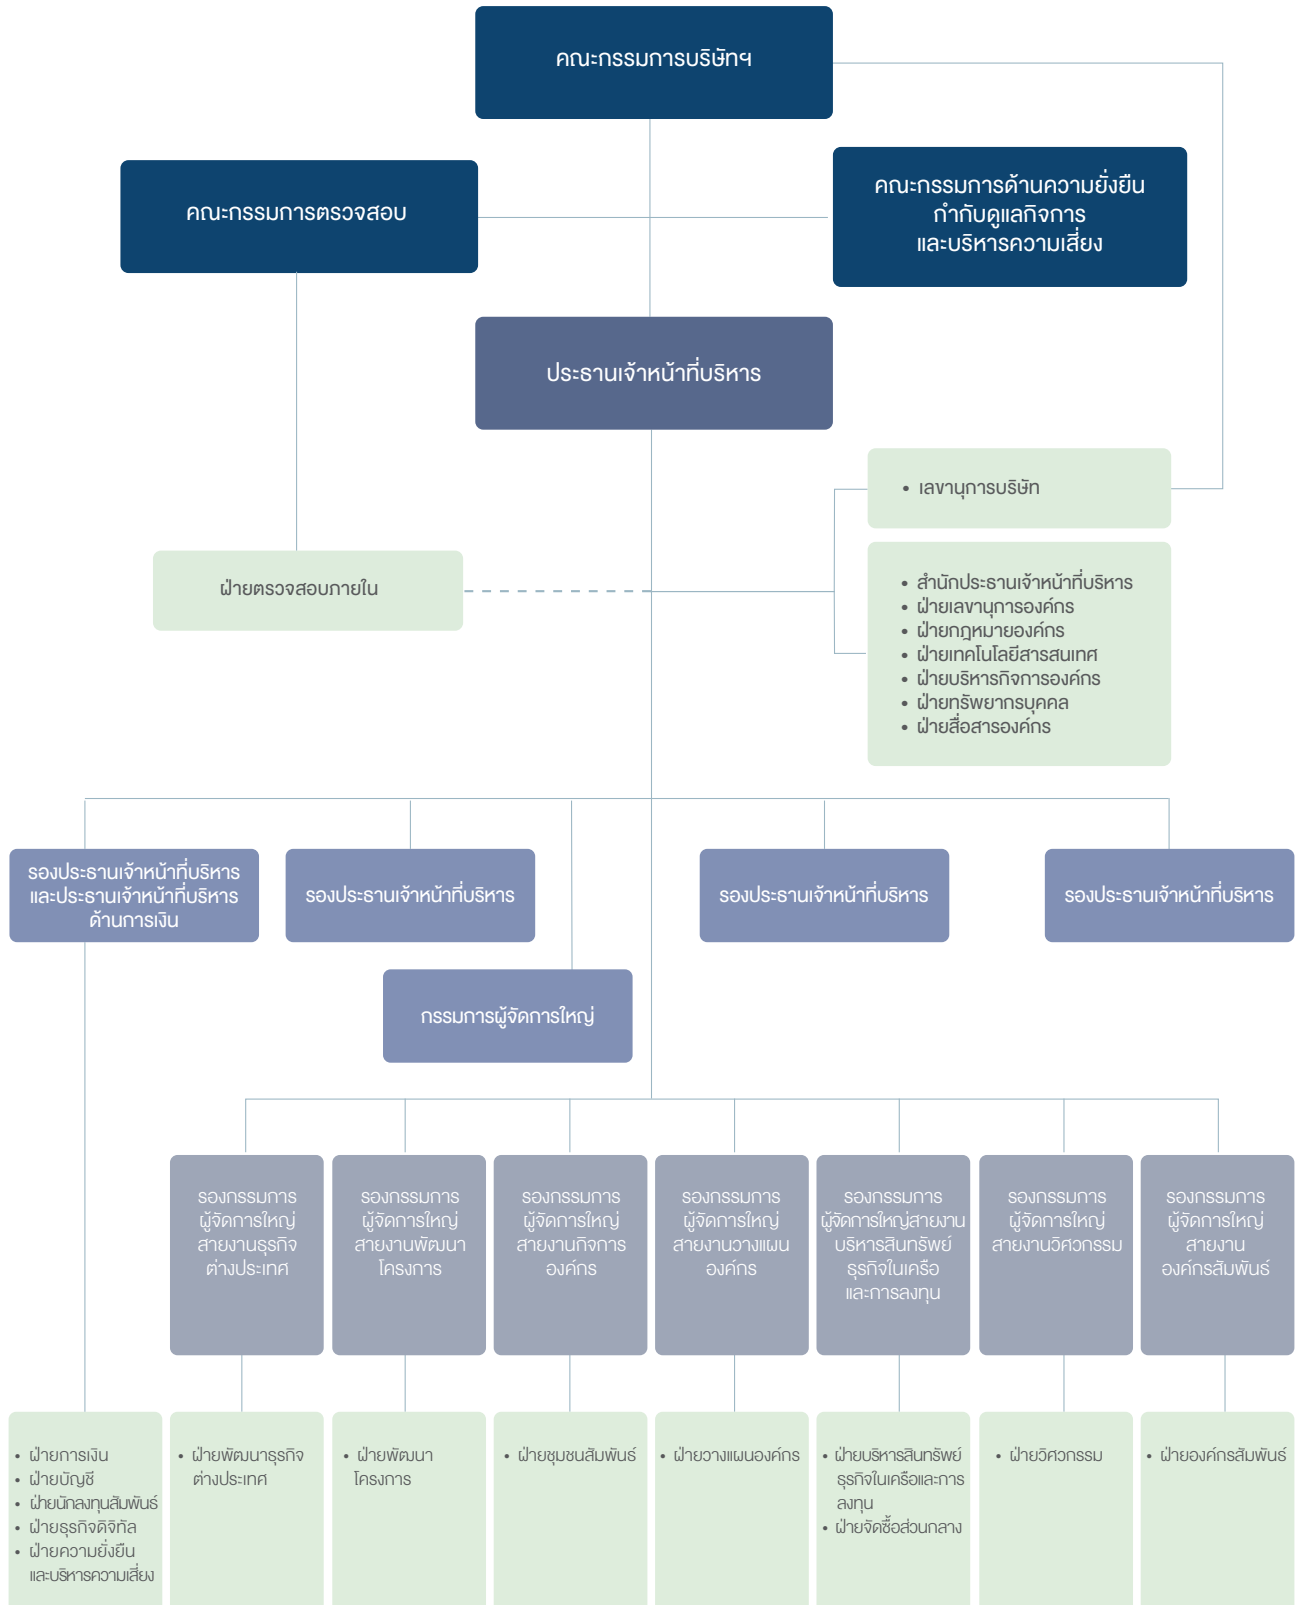 คณะกรรมการบริษัทฯ
คณะกรรมการตรวจสอบ
คณะกรรมการด้านความยั่งยืน
กำกับดูแลกิจการ
และบริหารความเสี่ยง
ประธานเจ้าหน้าที่บริหาร
• เลขานุการบริษัท
ฝ่ายตรวจสอบภายใน
• สำนักประธานเจ้าหน้าที่บริหาร
• ฝ่ายเลขานุการองค์กร
• ฝ่ายกฎหมายองค์กร
• ฝ่ายเทคโนโลยีสารสนเทศ
• ฝ่ายบริหารกิจการองค์กร
• ฝ่ายทรัพยากรบุคคล
• ฝ่ายสื่อสารองค์กร
รองประธานเจ้าหน้าที่บริหาร
และประธานเจ้าหน้าที่บริหาร
ด้านการเงิน
รองประธานเจ้าหน้าที่บริหาร
รองประธานเจ้าหน้าที่บริหาร
รองประธานเจ้าหน้าที่บริหาร
กรรมการผู้จัดการใหญ่
รองกรรมการ
ผู้จัดการใหญ่
สายงานธุรกิจ
ต่างประเทศ
รองกรรมการ
ผู้จัดการใหญ่
สายงานพัฒนา
โครงการ
รองกรรมการ
ผู้จัดการใหญ่
สายงานกิจการ
องค์กร
รองกรรมการ
ผู้จัดการใหญ่
สายงานวางแผน
องค์กร
รองกรรมการ
ผู้จัดการใหญ่สายงาน
บริหารสินทรัพย์
ธุรกิจในเครือ
และการลงทุน
รองกรรมการ
ผู้จัดการใหญ่
สายงานวิศวกรรม
รองกรรมการ
ผู้จัดการใหญ่
สายงาน
องค์กรสัมพันธ์
• ฝ่ายการเงิน
• ฝ่ายบัญชี
• ฝ่ายนักลงทุนสัมพันธ์
• ฝ่ายธุรกิจดิจิทัล
• ฝ่ายความยั่งยืน
และบริหารความเสี่ยง
• ฝ่ายพัฒนาธุรกิจ
ต่างประเทศ
• ฝ่ายพัฒนา
โครงการ
• ฝ่ายชุมชนสัมพันธ์
• ฝ่ายวางแผนองค์กร
• ฝ่ายบริหารสินทรัพย์
ธุรกิจในเครือและการ
ลงทุน
• ฝ่ายจัดซื้อส่วนกลาง
• ฝ่ายวิศวกรรม
• ฝ่ายองค์กรสัมพันธ์